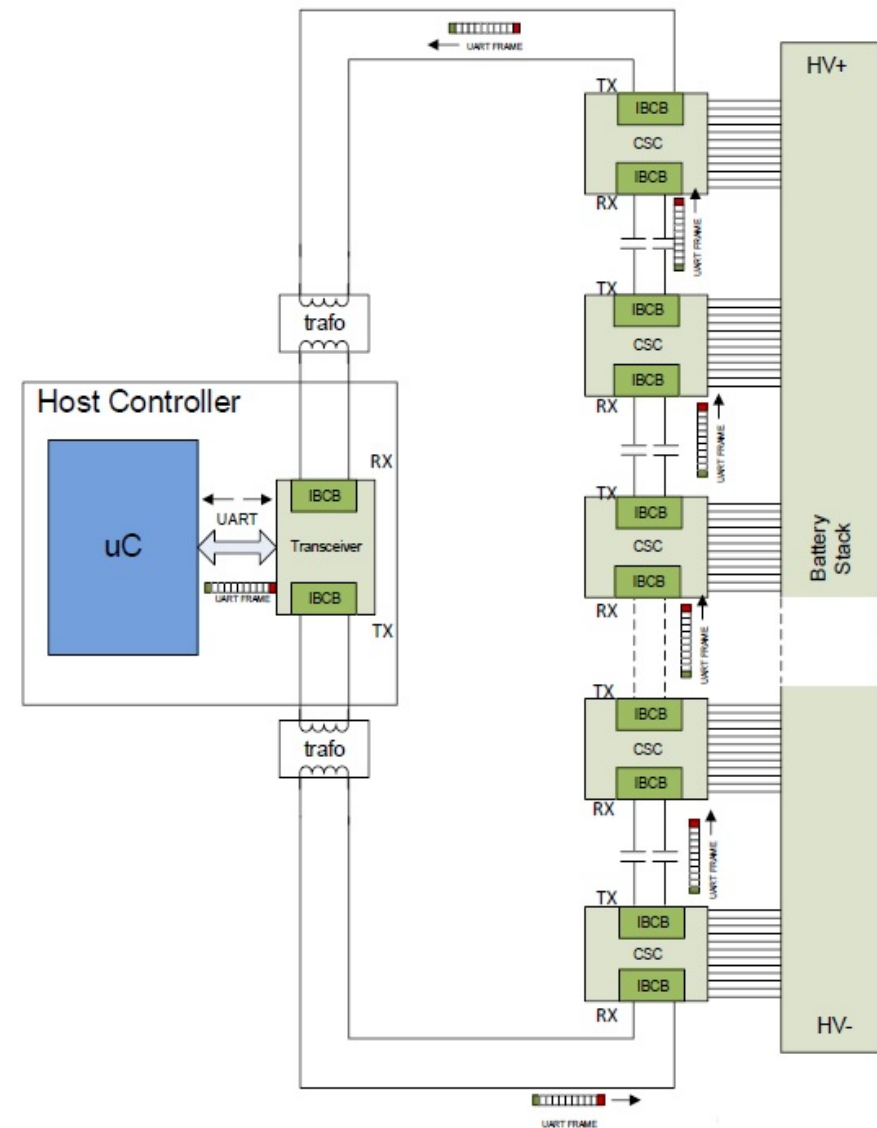 UART FRAME
HV+
TX
IBCB
CSC
IBCB
RX
UART FRAME
TX
IBCB
CSC
IBCB
RX
UART FRAME
trafo
Host Controller
RX
IBCB
UART
uC
Transceiver
UART FRAME
IBCB
TX
TX
IBCB
CSC
IBCB
RX
Battery
Stack
UART FRAME
trafo
TX
IBCB
CSC
IBCB
RX
UART FRAME
TX
IBCB
CSC
IBCB
RX
HV-
UART FRAME